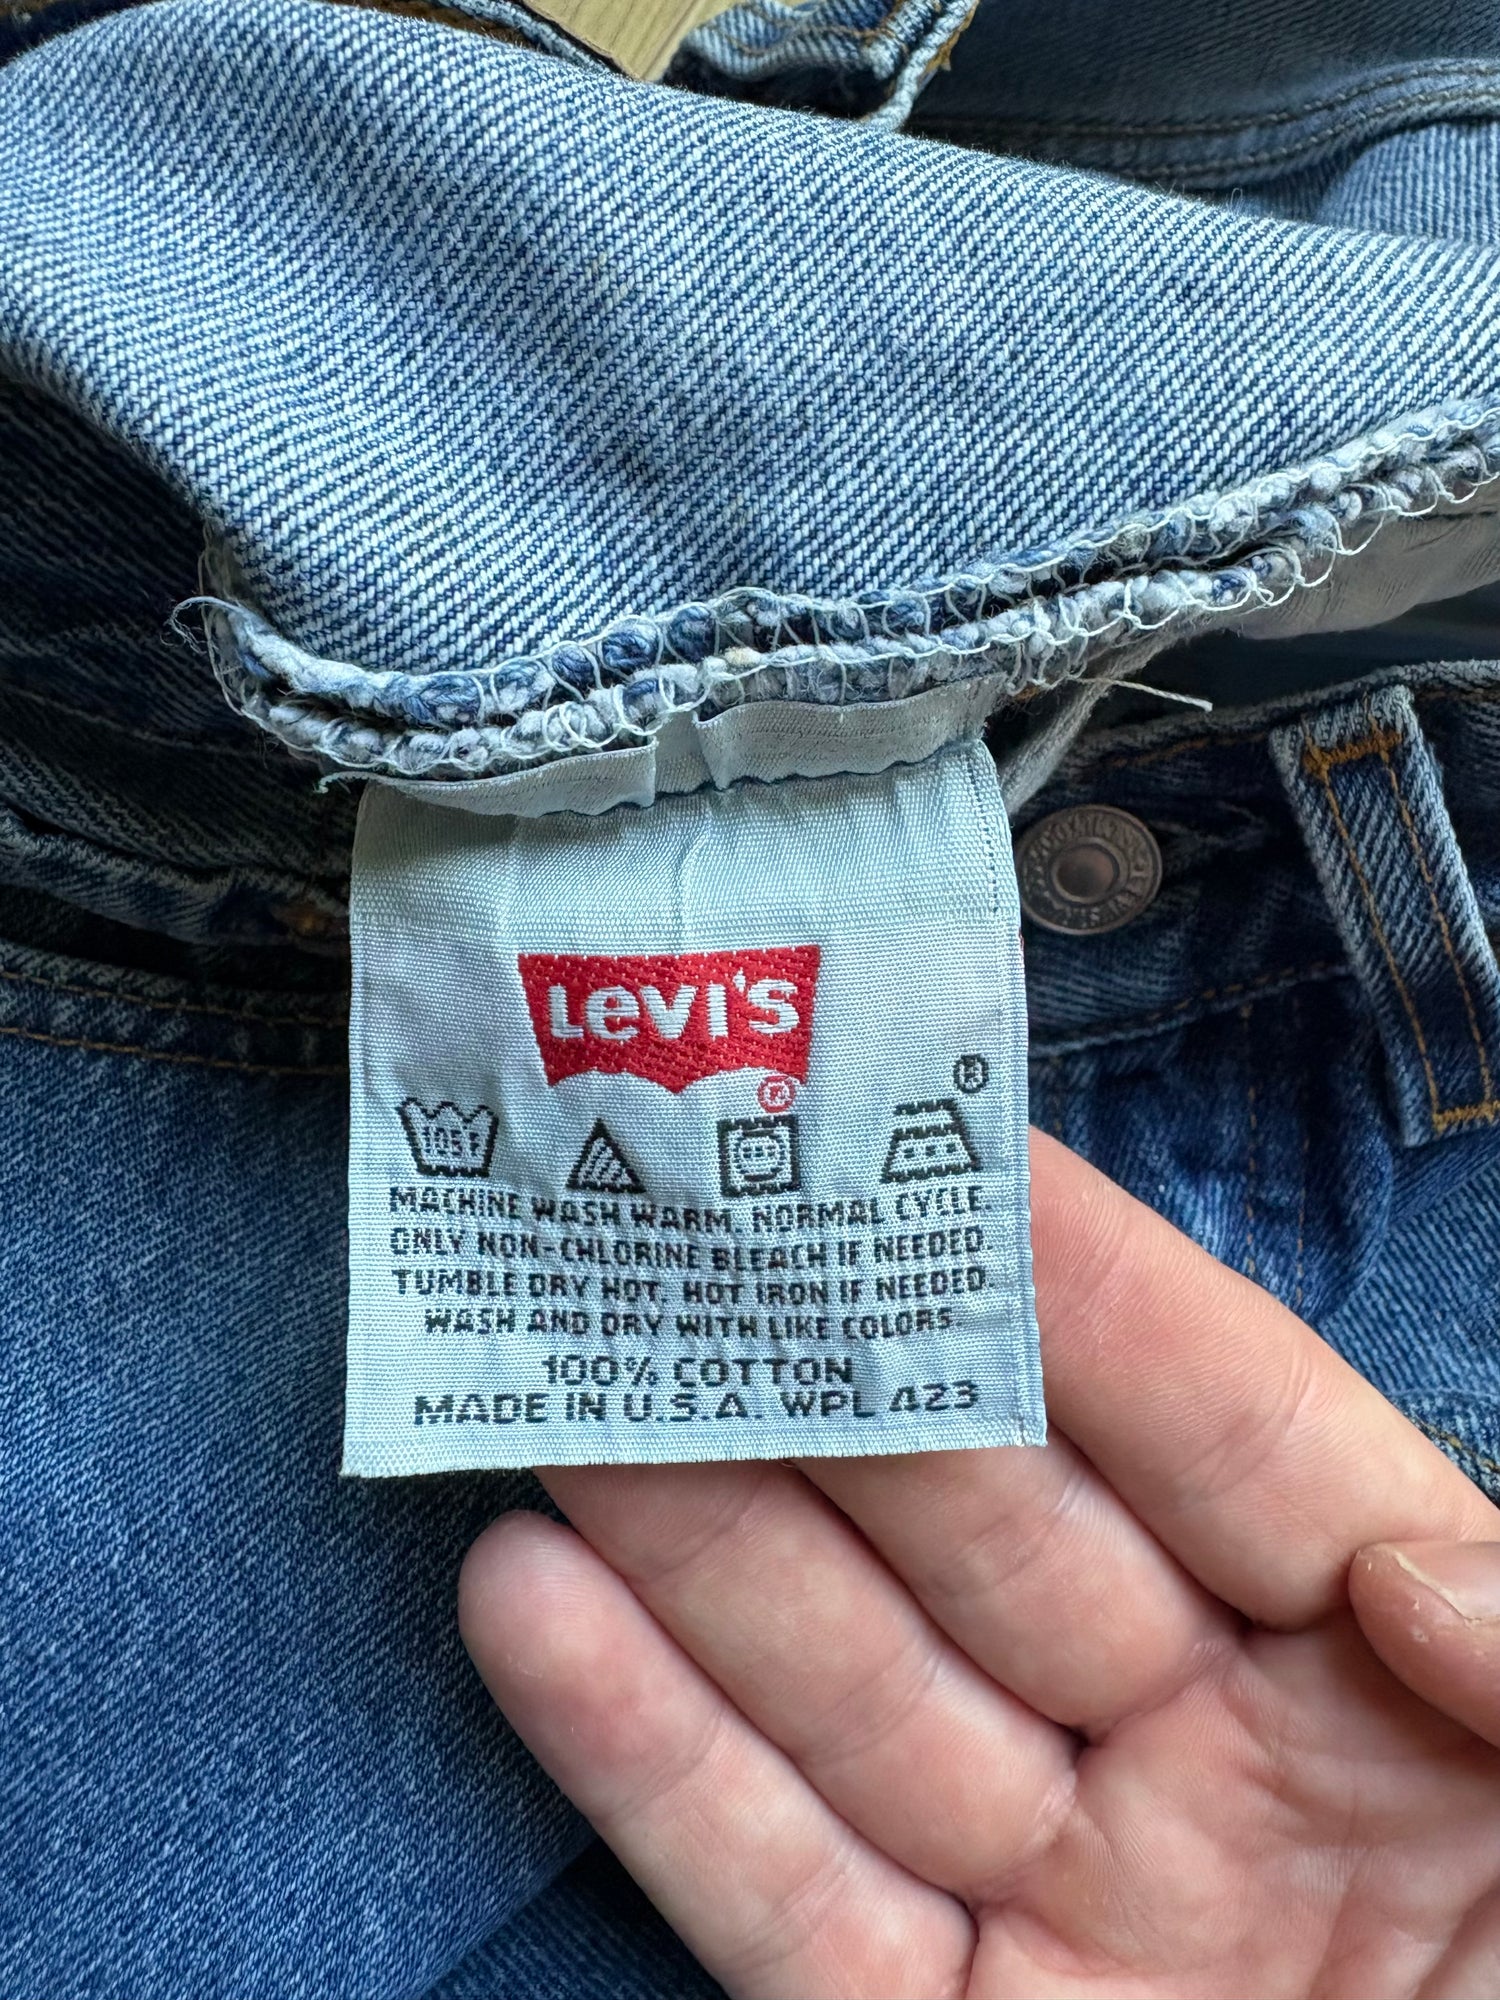 LEVI'S
®
®
105F
MACHINE WASH WARM. NORMAL CYCLE.
ONLY NON-CHLORINE BLEACH IF NEEDED.
TUMBLE DRY HOT. HOT IRON IF NEEDED.
WASH AND DRY WITH LIKE COLORS.
100% COTTON
MADE IN U.S.A. WPL 423